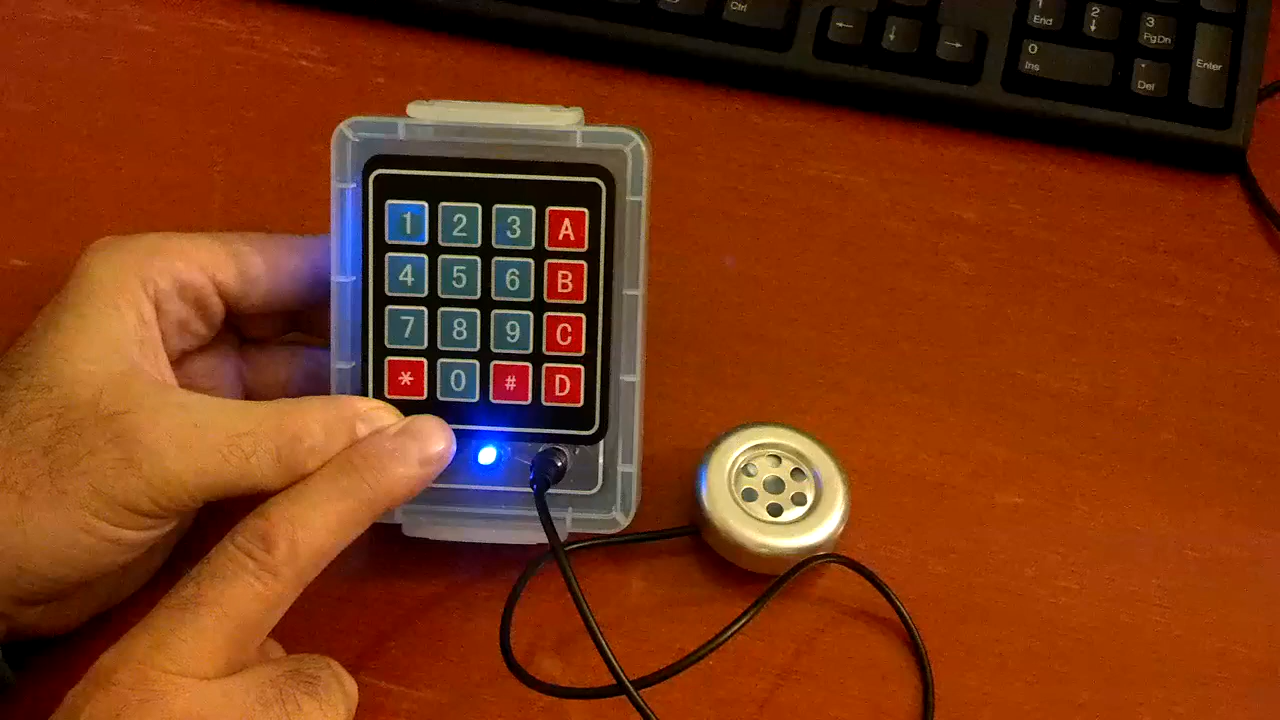 Ctrl
1
End
2
3
PgDn
0
Ins
Del
Enter
1 2 3 A
4 5 6 B
7 8 9 C
* 0 # D